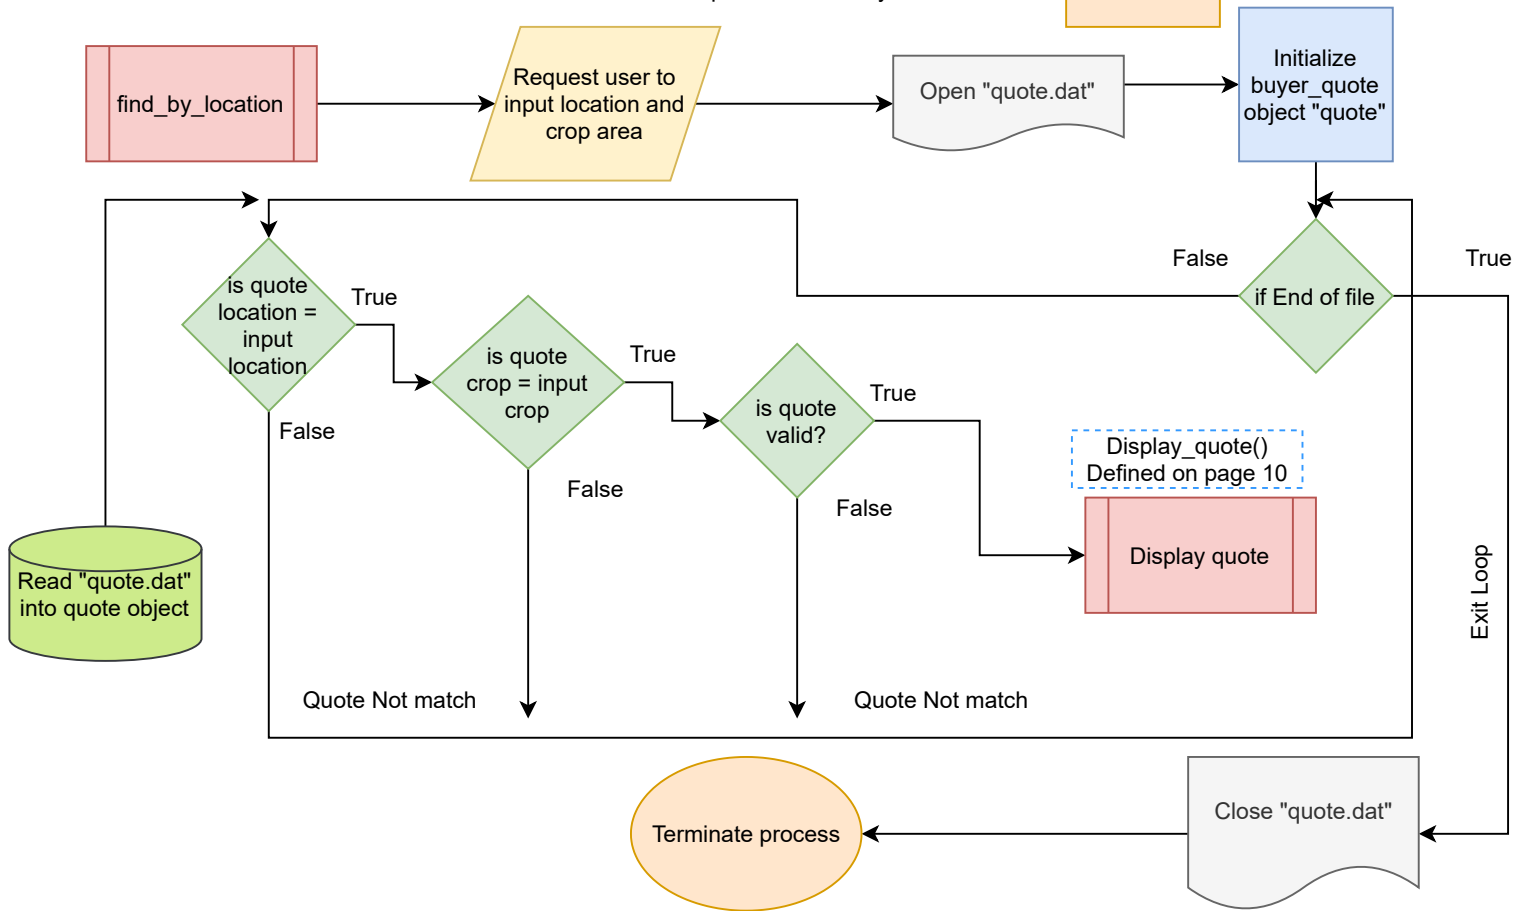 find_by_location
Request user to
input location and
crop area
Open "quote.dat"
Initialize
buyer_quote
object "quote"
False
True
if End of file
is quote
location =
input
location
True
False
is quote
crop = input
crop
True
False
is quote
valid?
True
False
Display_quote()
Defined on page 10
Display quote
Exit Loop
Read "quote.dat"
into quote object
Quote Not match
Quote Not match
Terminate process
Close "quote.dat"